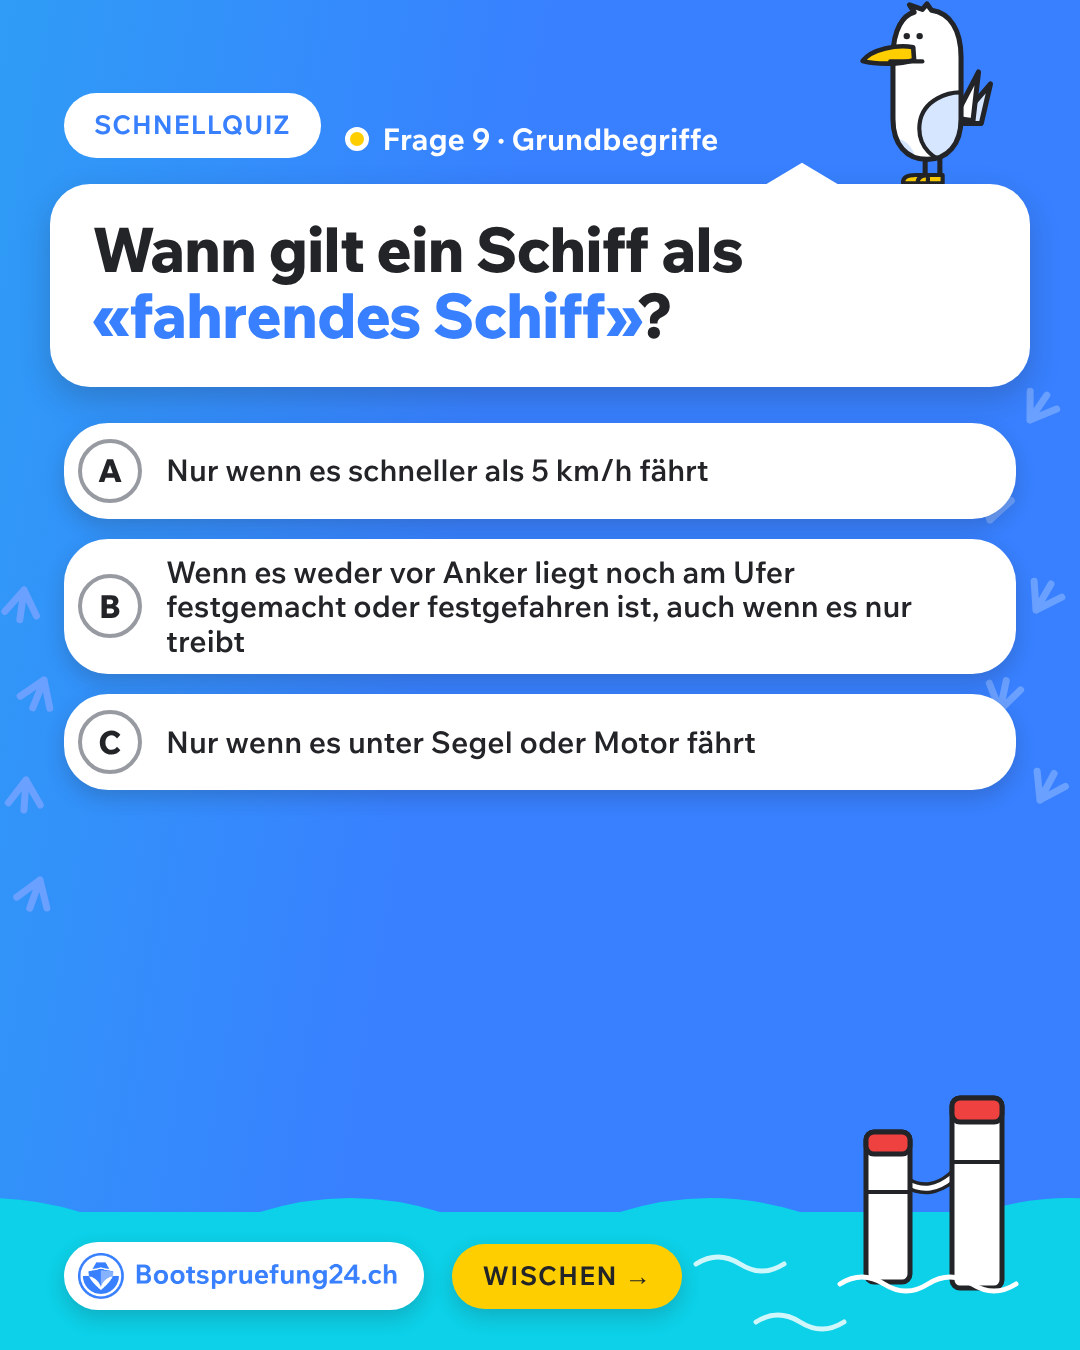 SCHNELLQUIZ
Frage 9 · Grundbegriffe
Wann gilt ein Schiff als
«fahrendes Schiff»?
A Nur wenn es schneller als 5 km/h fährt
Wenn es weder vor Anker liegt noch am Ufer
B festgemacht oder festgefahren ist, auch wenn es nur
treibt
C Nur wenn es unter Segel oder Motor fährt
Bootspruefung24.ch
WISCHEN →